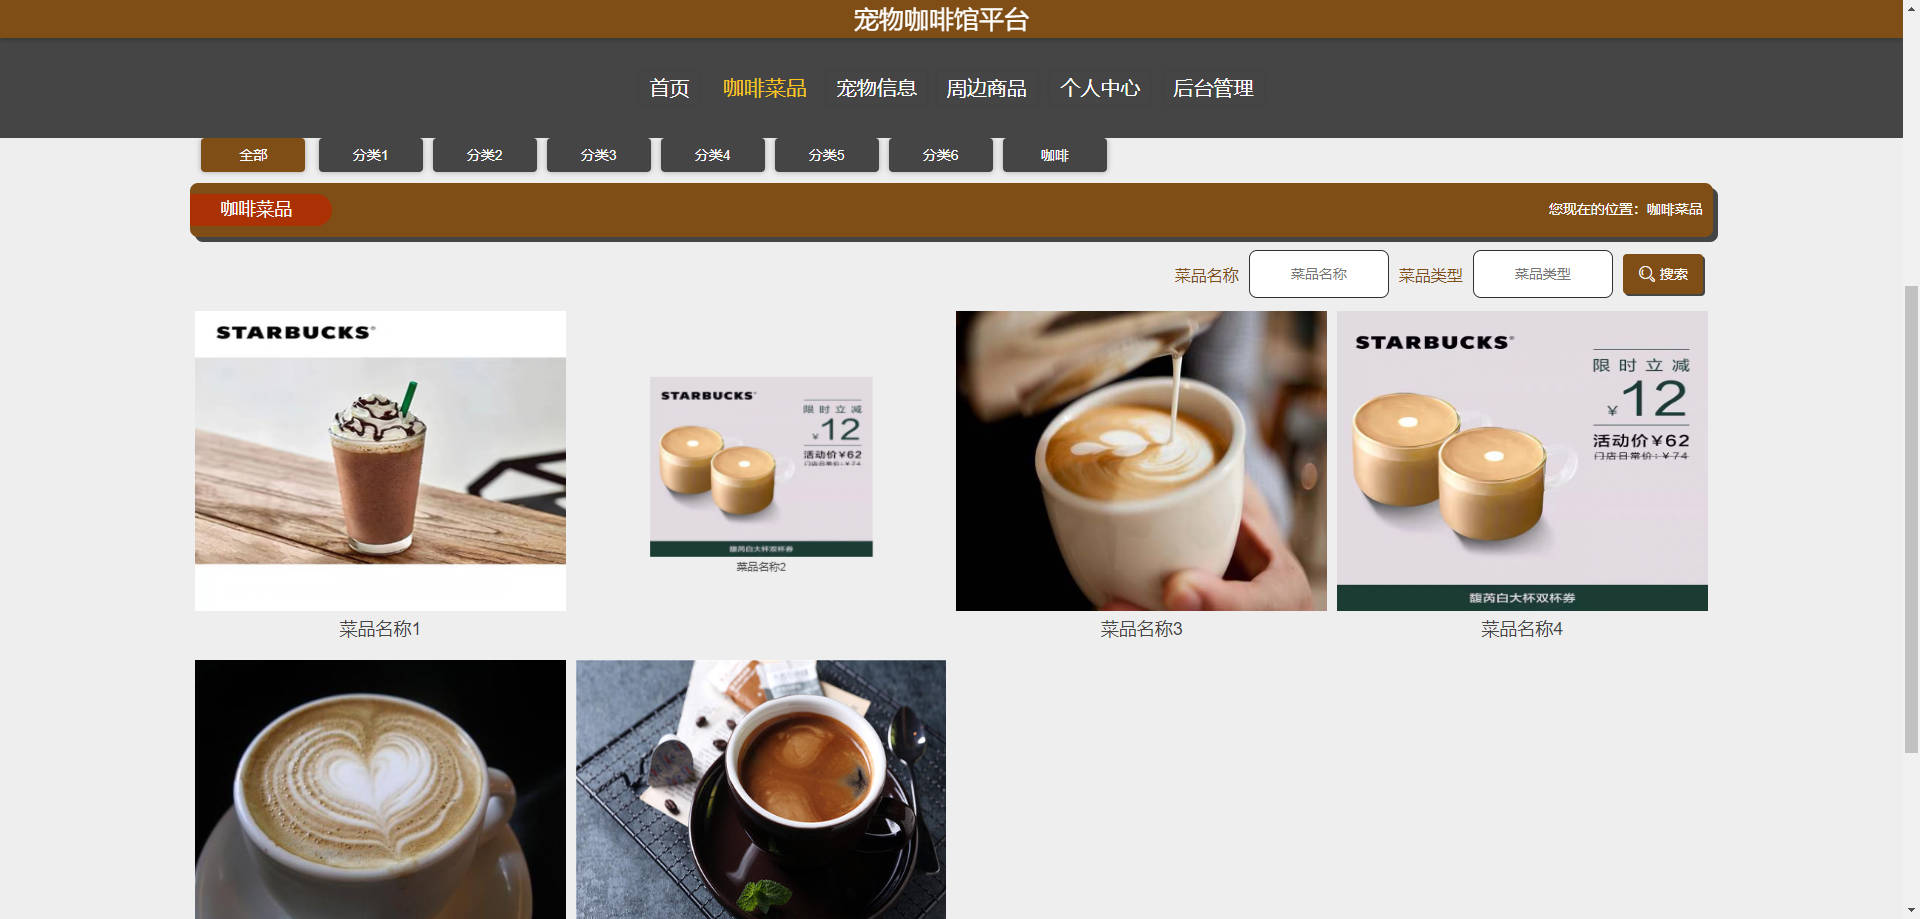 宠物咖啡馆平台
首页 咖啡菜品 宠物信息 周边商品 个人中心 后台管理
全部 分类1 分类2 分类3 分类4 分类5 分类6 咖啡
咖啡菜品
您现在的位置：咖啡菜品
菜品名称 菜品名称 菜品类型 菜品类型 搜索
STARBUCKS
菜品名称1
STARBUCKS
限时立减
¥12
活动价¥62
门店日常价：¥74
馥芮白大杯双杯券
菜品名称2
菜品名称3
STARBUCKS
限时立减
¥12
活动价¥62
门店日常价：¥74
馥芮白大杯双杯券
菜品名称4